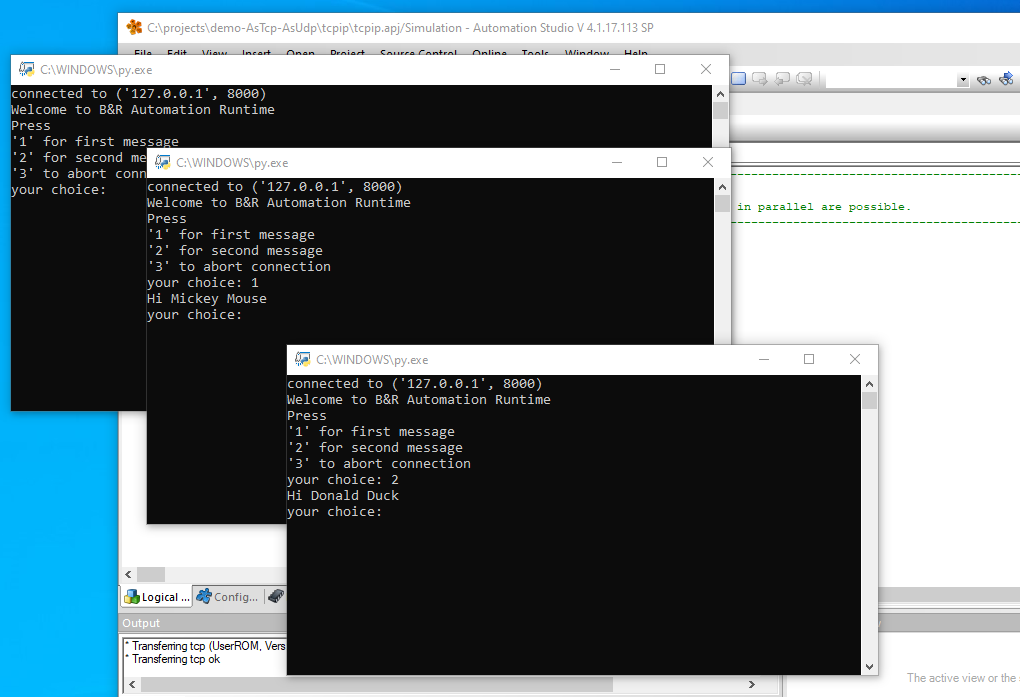 C:\projects\demo-AsTcp-AsUdp\tcpip\tcpip.apj/Simulation - Automation Studio V 4.1.17.113 SP
File Edit View Insert Open Project Source Control Online Tools Window Help
C:\WINDOWS\py.exe
connected to ('127.0.0.1', 8000)
Welcome to B&R Automation Runtime
Press
'1' for first message
'2' for second me
'3' to abort conn
your choice:
C:\WINDOWS\py.exe
connected to ('127.0.0.1', 8000)
Welcome to B&R Automation Runtime
Press
'1' for first message
'2' for second message
'3' to abort connection
your choice: 1
Hi Mickey Mouse
your choice:
in parallel are possible.
C:\WINDOWS\py.exe
connected to ('127.0.0.1', 8000)
Welcome to B&R Automation Runtime
Press
'1' for first message
'2' for second message
'3' to abort connection
your choice: 2
Hi Donald Duck
your choice:
Logical ... Config...
Output
* Transferring tcp (UserROM, Vers
* Transferring tcp ok
The active view or the